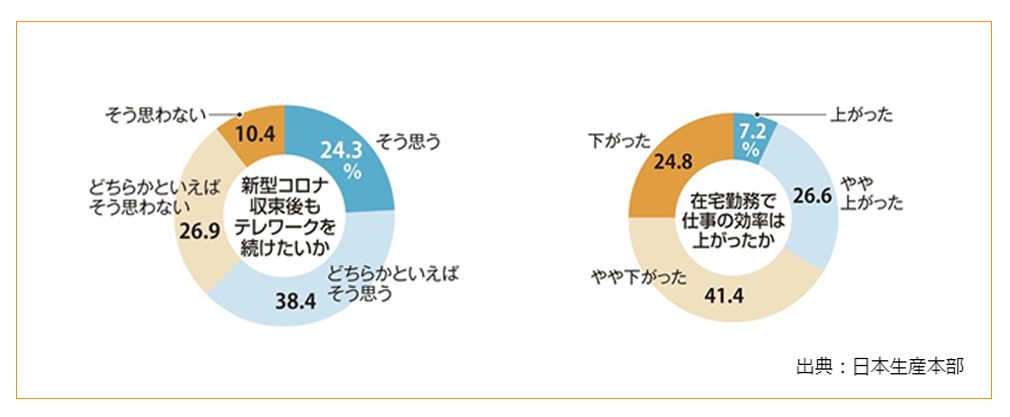 そう思わない
10.4
24.3
%
そう思う
どちらかといえば
そう思わない
26.9
新型コロナ
収束後も
テレワークを
続けたいか
どちらかといえば
そう思う
38.4
上がった
7.2
%
下がった
24.8
やや
上がった
26.6
在宅勤務で
仕事の効率は
上がったか
やや下がった
41.4
出典：日本生産本部